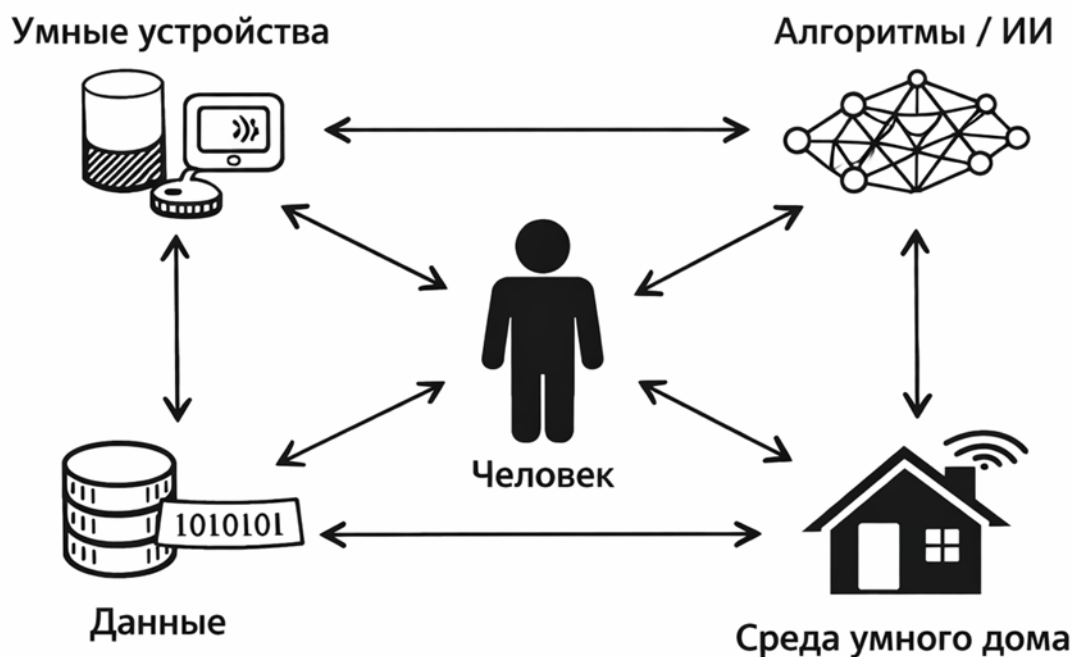 Умные устройства
Алгоритмы / ИИ
Человек
1010101
Данные
Среда умного дома